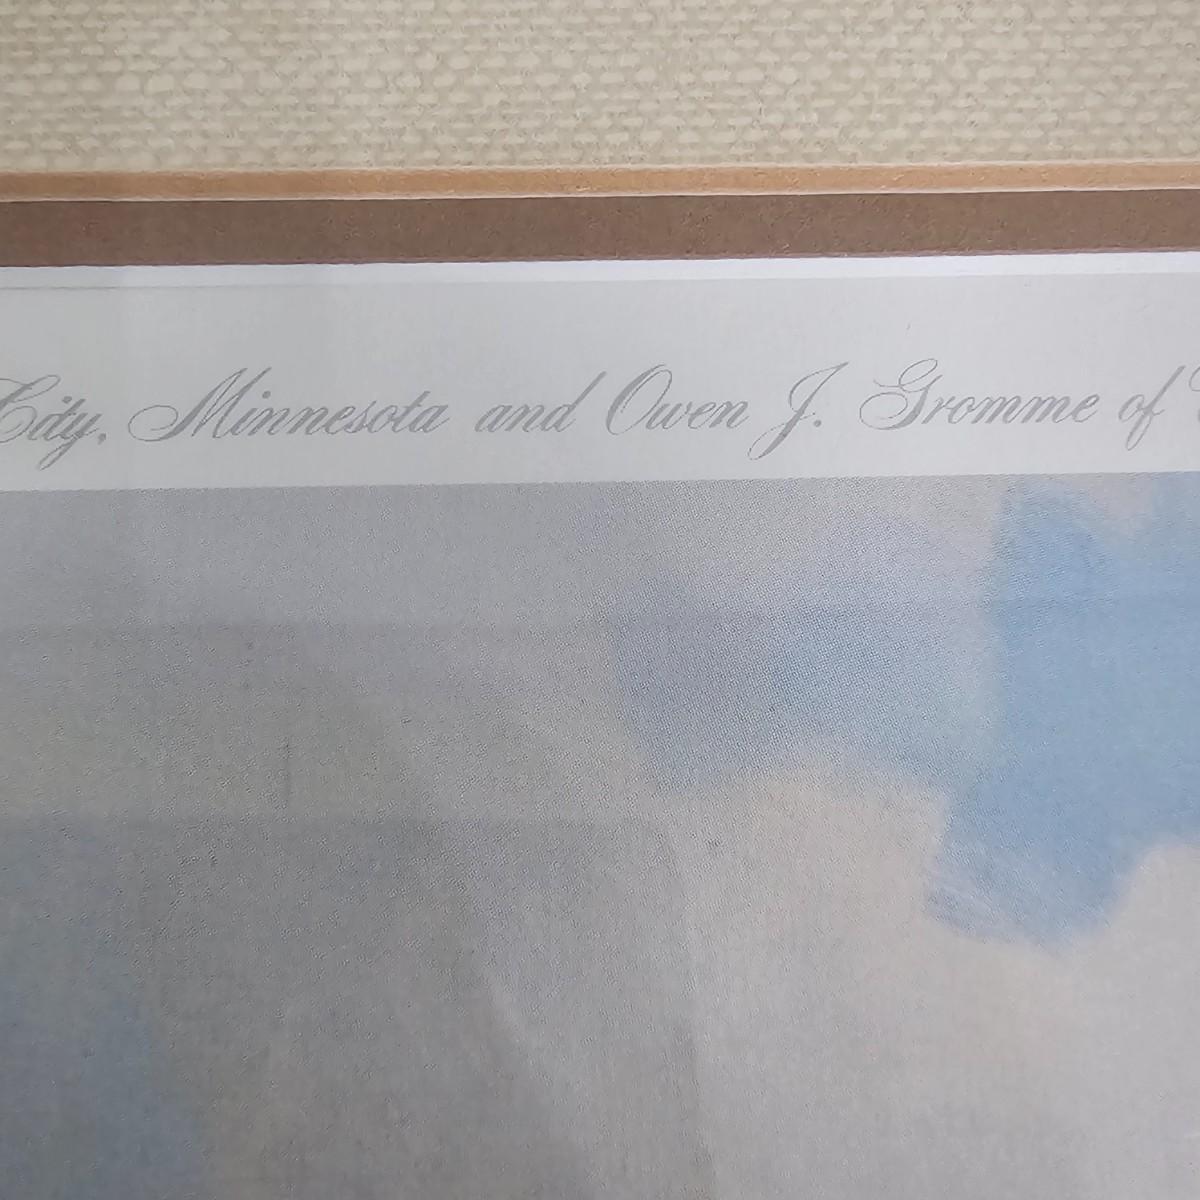 City, Minnesota and Owen J. Gromme of